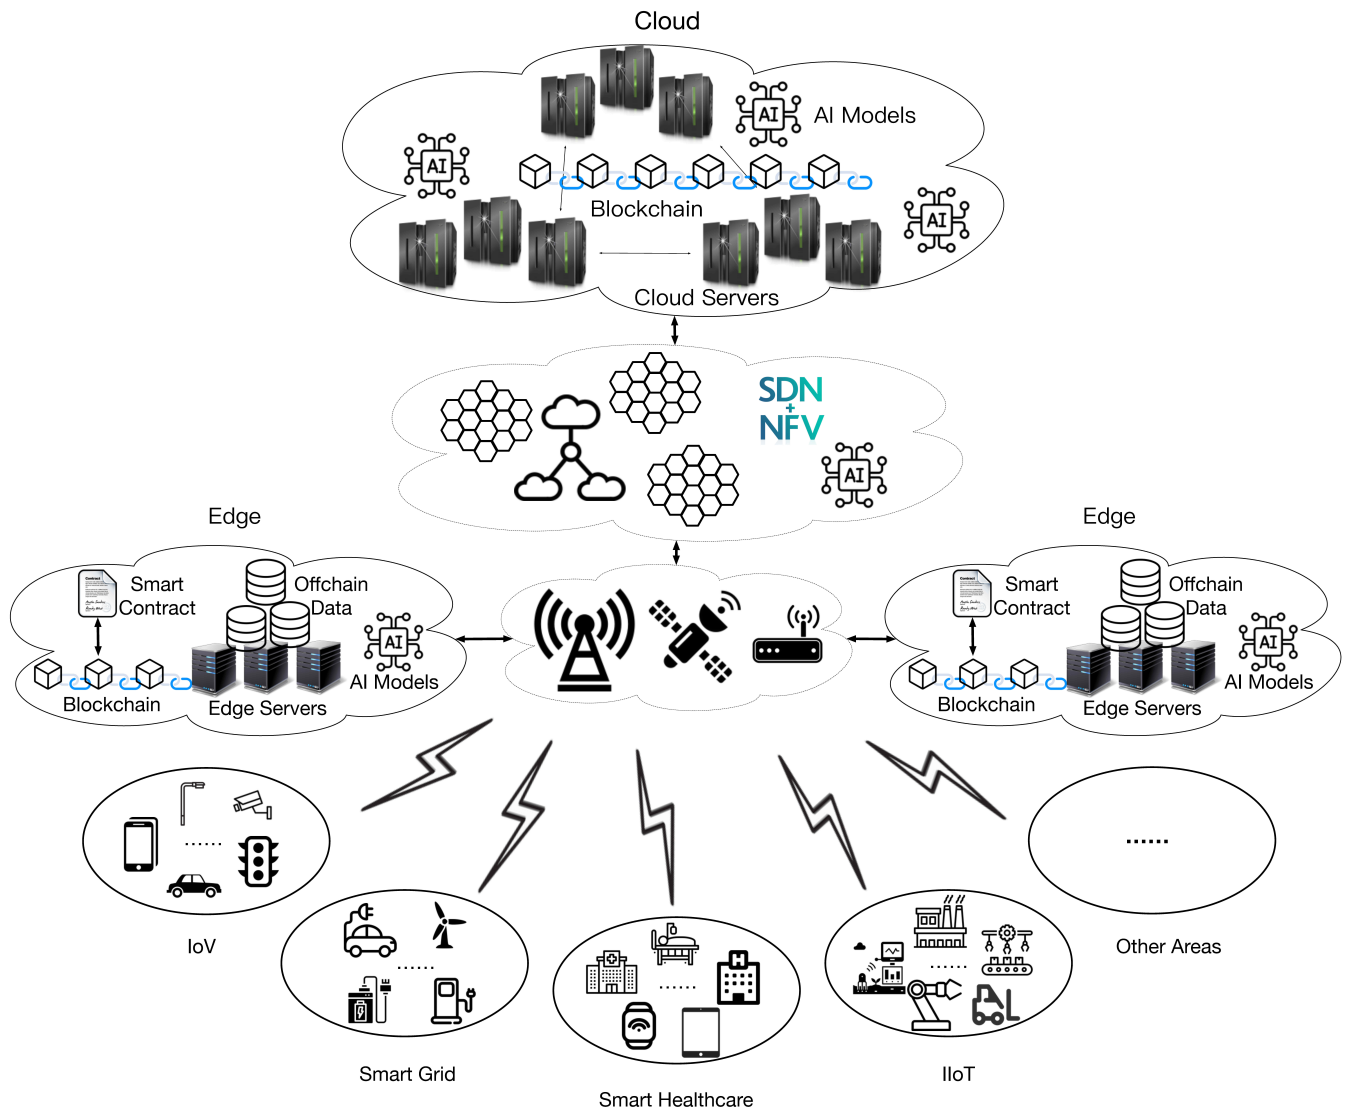 Cloud
AI
AI Models
AI
AI
Blockchain
Cloud Servers
SDN
+
NFV
AI
Edge
Contract
Smart
Contract
Offchain
Data
AI
AI Models
Blockchain
Edge Servers
Edge
Contract
Smart
Contract
Offchain
Data
AI
AI Models
Blockchain
Edge Servers
......
IoV
......
Smart Grid
H
......
Smart Healthcare
......
IIoT
......
Other Areas